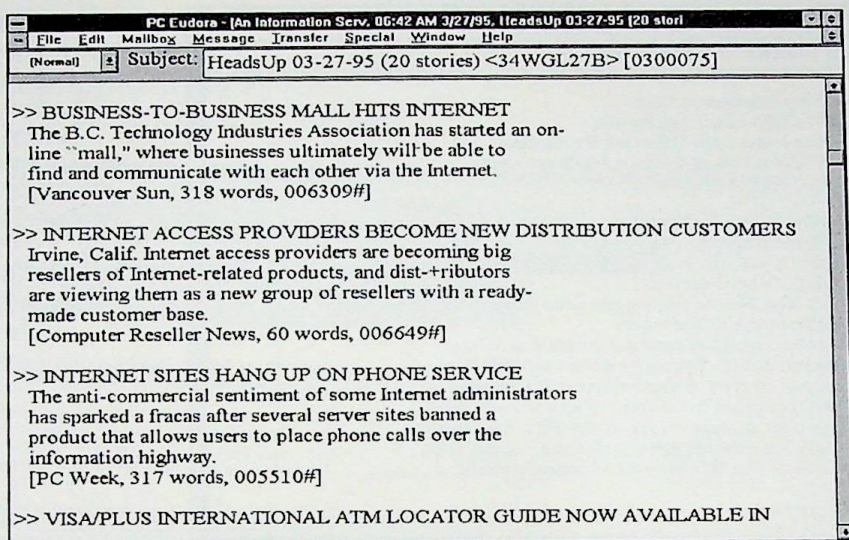 PC Eudora - [An Information Serv, 06:42 AM 3/27/95, HeadsUp 03-27-95 (20 stori
File Edit Mailbox Message Transfer Special Window Help
(Normal) Subject: HeadsUp 03-27-95 (20 stories) <34WGL27B> [0300075]
>> BUSINESS-TO-BUSINESS MALL HITS INTERNET
The B.C. Technology Industries Association has started an on-
line ``mall,'' where businesses ultimately will be able to
find and communicate with each other via the Internet.
[Vancouver Sun, 318 words, 006309#]
>> INTERNET ACCESS PROVIDERS BECOME NEW DISTRIBUTION CUSTOMERS
Irvine, Calif. Internet access providers are becoming big
resellers of Internet-related products, and dist-+ributors
are viewing them as a new group of resellers with a ready-
made customer base.
[Computer Reseller News, 60 words, 006649#]
>> INTERNET SITES HANG UP ON PHONE SERVICE
The anti-commercial sentiment of some Internet administrators
has sparked a fracas after several server sites banned a
product that allows users to place phone calls over the
information highway.
[PC Week, 317 words, 005510#]
>> VISA/PLUS INTERNATIONAL ATM LOCATOR GUIDE NOW AVAILABLE IN